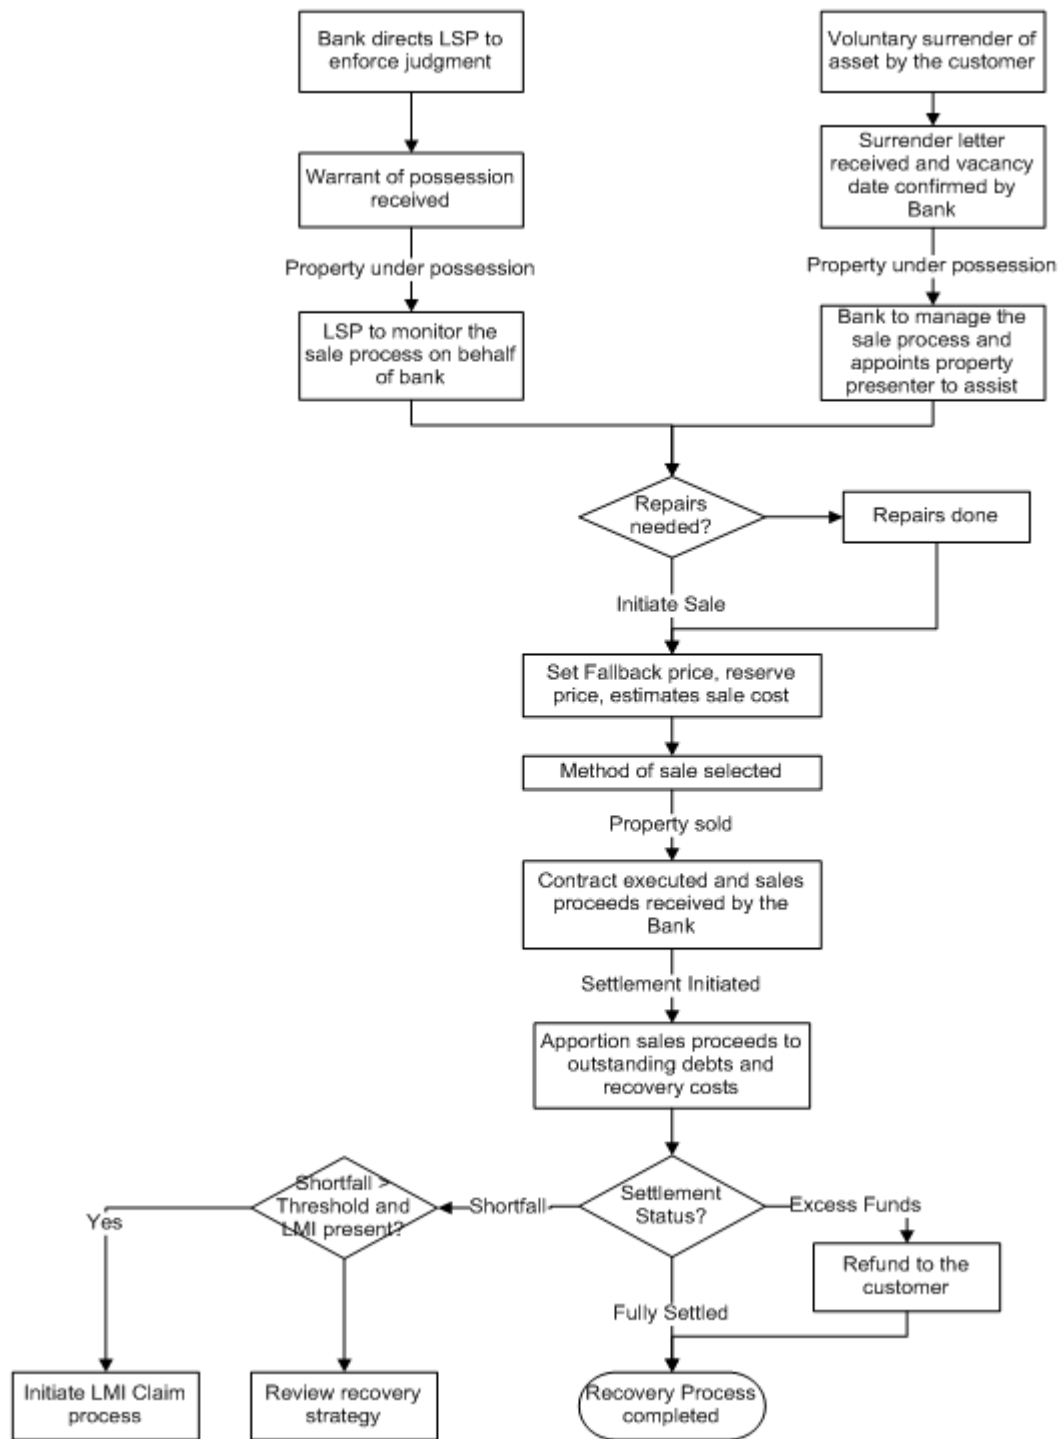 Bank directs LSP to
enforce judgment
Voluntary surrender of
asset by the customer
Warrant of possession
received
Surrender letter
received and vacancy
date confirmed by
Bank
Property under possession
Property under possession
LSP to monitor the
sale process on behalf
of bank
Bank to manage the
sale process and
appoints property
presenter to assist
Repairs
needed?
Repairs done
Initiate Sale
Set Fallback price, reserve
price, estimates sale cost
Method of sale selected
Property sold
Contract executed and sales
proceeds received by the
Bank
Settlement Initiated
Apportion sales proceeds to
outstanding debts and
recovery costs
Shortfall >
Threshold and
LMI present?
Yes
Shortfall
Settlement
Status?
Excess Funds
Refund to the
customer
Fully Settled
Initiate LMI Claim
process
Review recovery
strategy
Recovery Process
completed